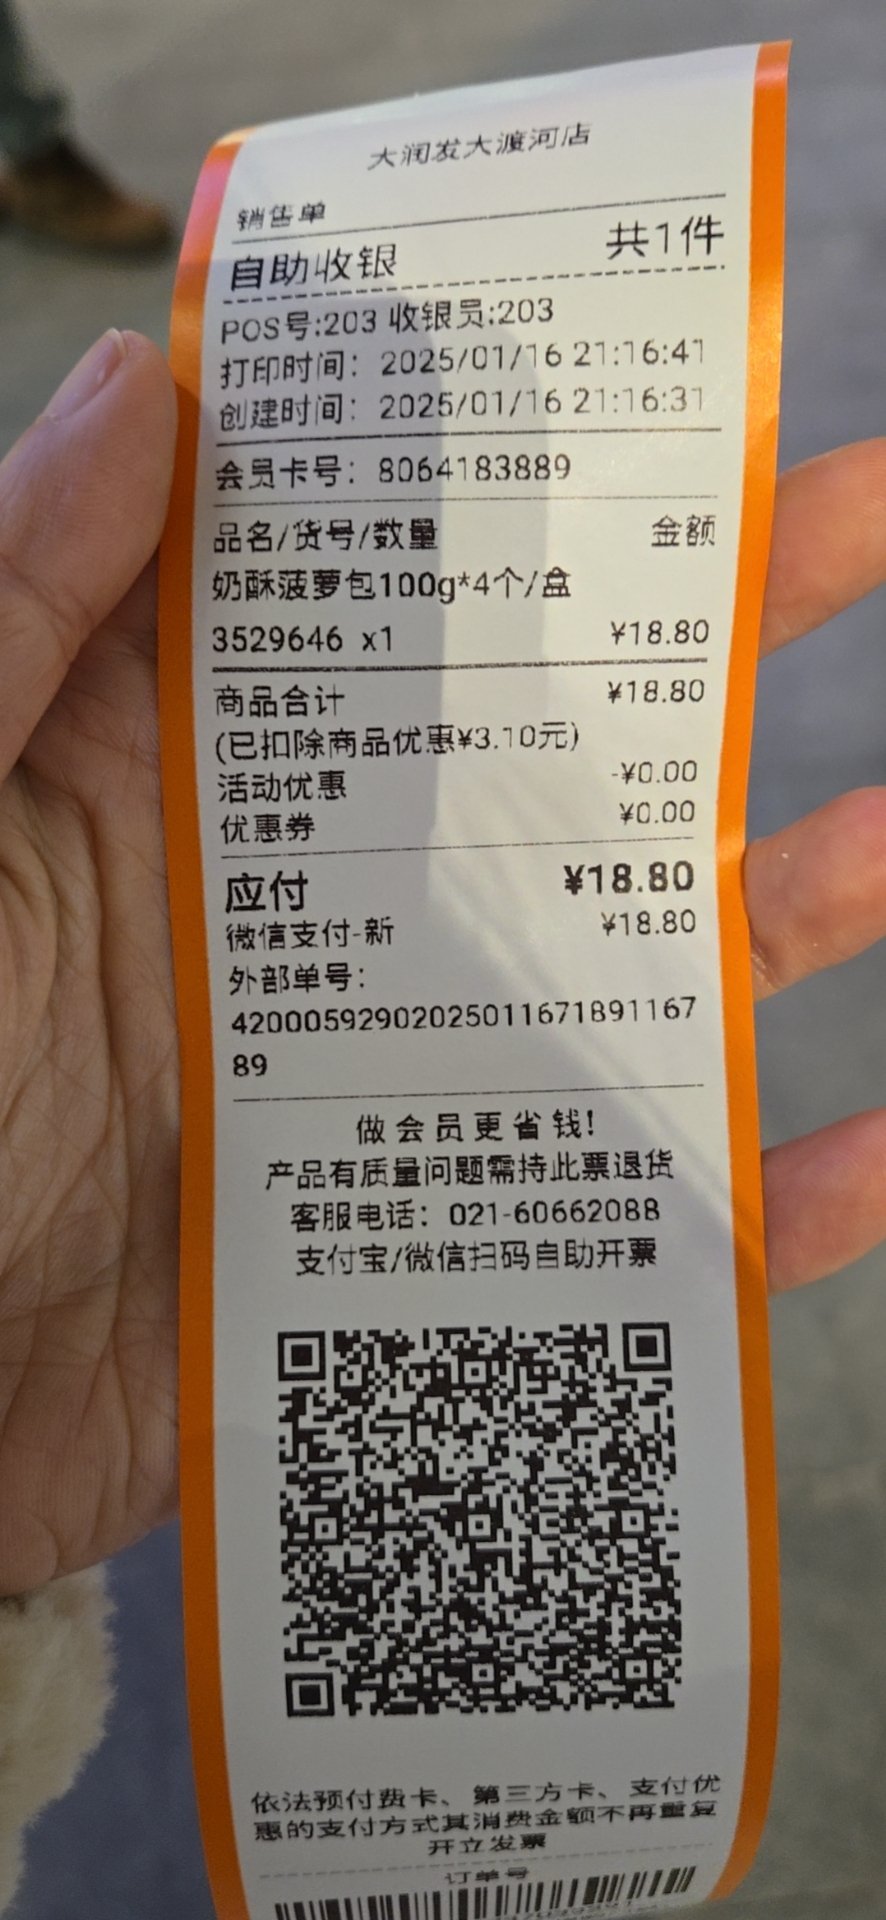 大润发大渡河店
销售单
自助收银 共1件
POS号:203 收银员:203
打印时间：2025/01/16 21:16:41
创建时间：2025/01/16 21:16:31
会员卡号：8064183889
品名/货号/数量 金额
奶酥菠萝包100g*4个/盒
3529646 x1 ¥18.80
商品合计 ¥18.80
(已扣除商品优惠¥3.10元)
活动优惠 -¥0.00
优惠券 ¥0.00
应付 ¥18.80
微信支付-新 ¥18.80
外部单号：
42000592902025011671891167
89
做会员更省钱!
产品有质量问题需持此票退货
客服电话：021-60662088
支付宝/微信扫码自助开票
依法预付费卡、第三方卡、支付优
惠的支付方式其消费金额不再重复
开立发票
订单号